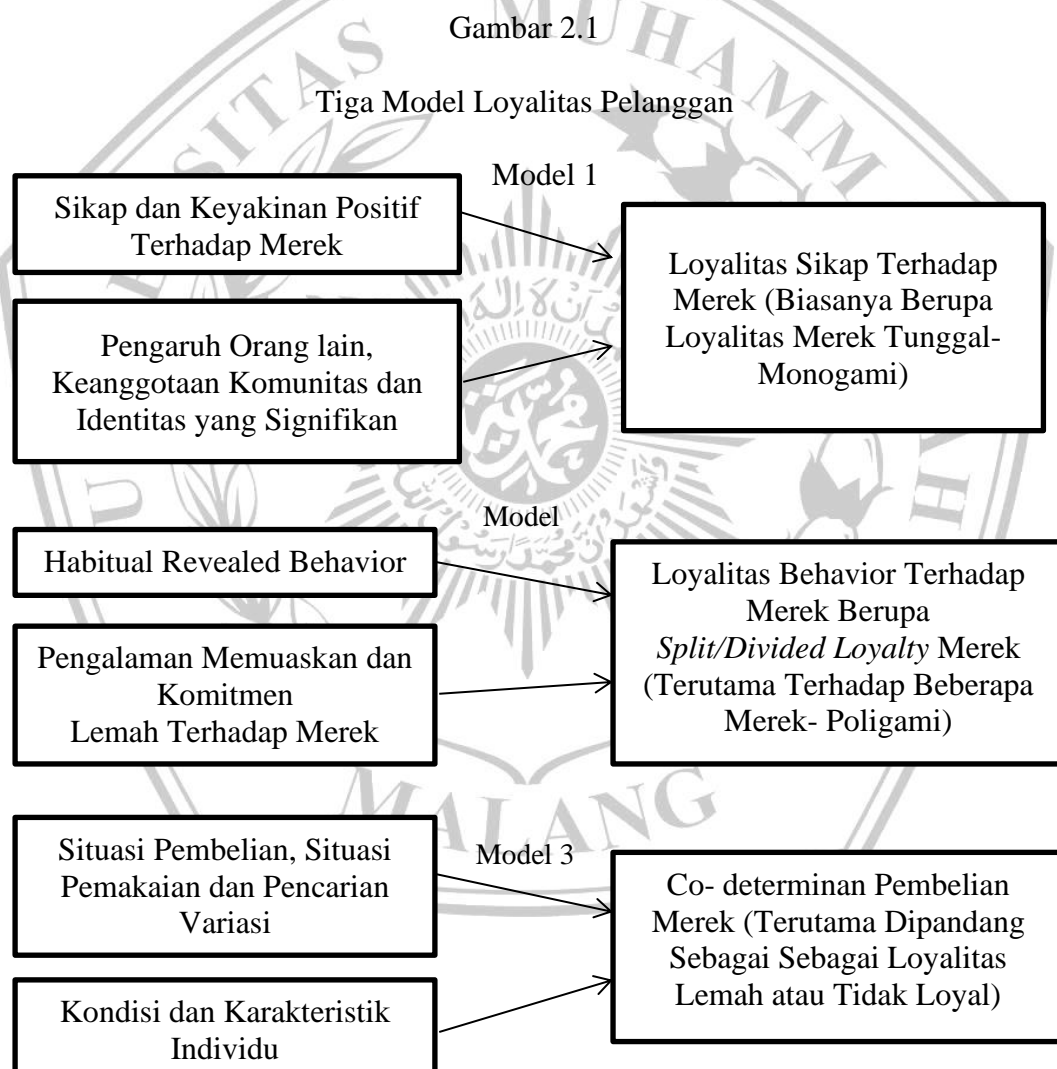 Gambar 2.1
Tiga Model Loyalitas Pelanggan
Model 1
Sikap dan Keyakinan Positif
Terhadap Merek
Pengaruh Orang lain,
Keanggotaan Komunitas dan
Identitas yang Signifikan
Loyalitas Sikap Terhadap
Merek (Biasanya Berupa
Loyalitas Merek Tunggal-
Monogami)
Model
Habitual Revealed Behavior
Pengalaman Memuaskan dan
Komitmen
Lemah Terhadap Merek
Loyalitas Behavior Terhadap
Merek Berupa
Split/Divided Loyalty Merek
(Terutama Terhadap Beberapa
Merek- Poligami)
Model 3
Situasi Pembelian, Situasi
Pemakaian dan Pencarian
Variasi
Kondisi dan Karakteristik
Individu
Co- determinan Pembelian
Merek (Terutama Dipandang
Sebagai Sebagai Loyalitas
Lemah atau Tidak Loyal)
MUHAMM
MALANG